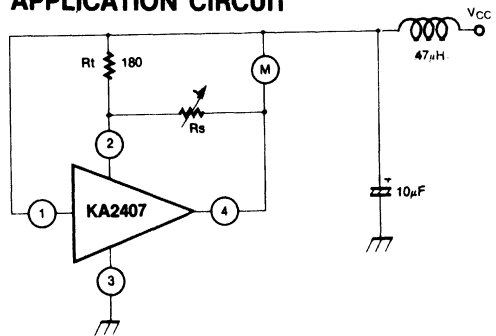 APPLICATION CIRCUIT
VCC
47μH
Rt 180
M
Rs
2
1
KA2407
4
+
10μF
3